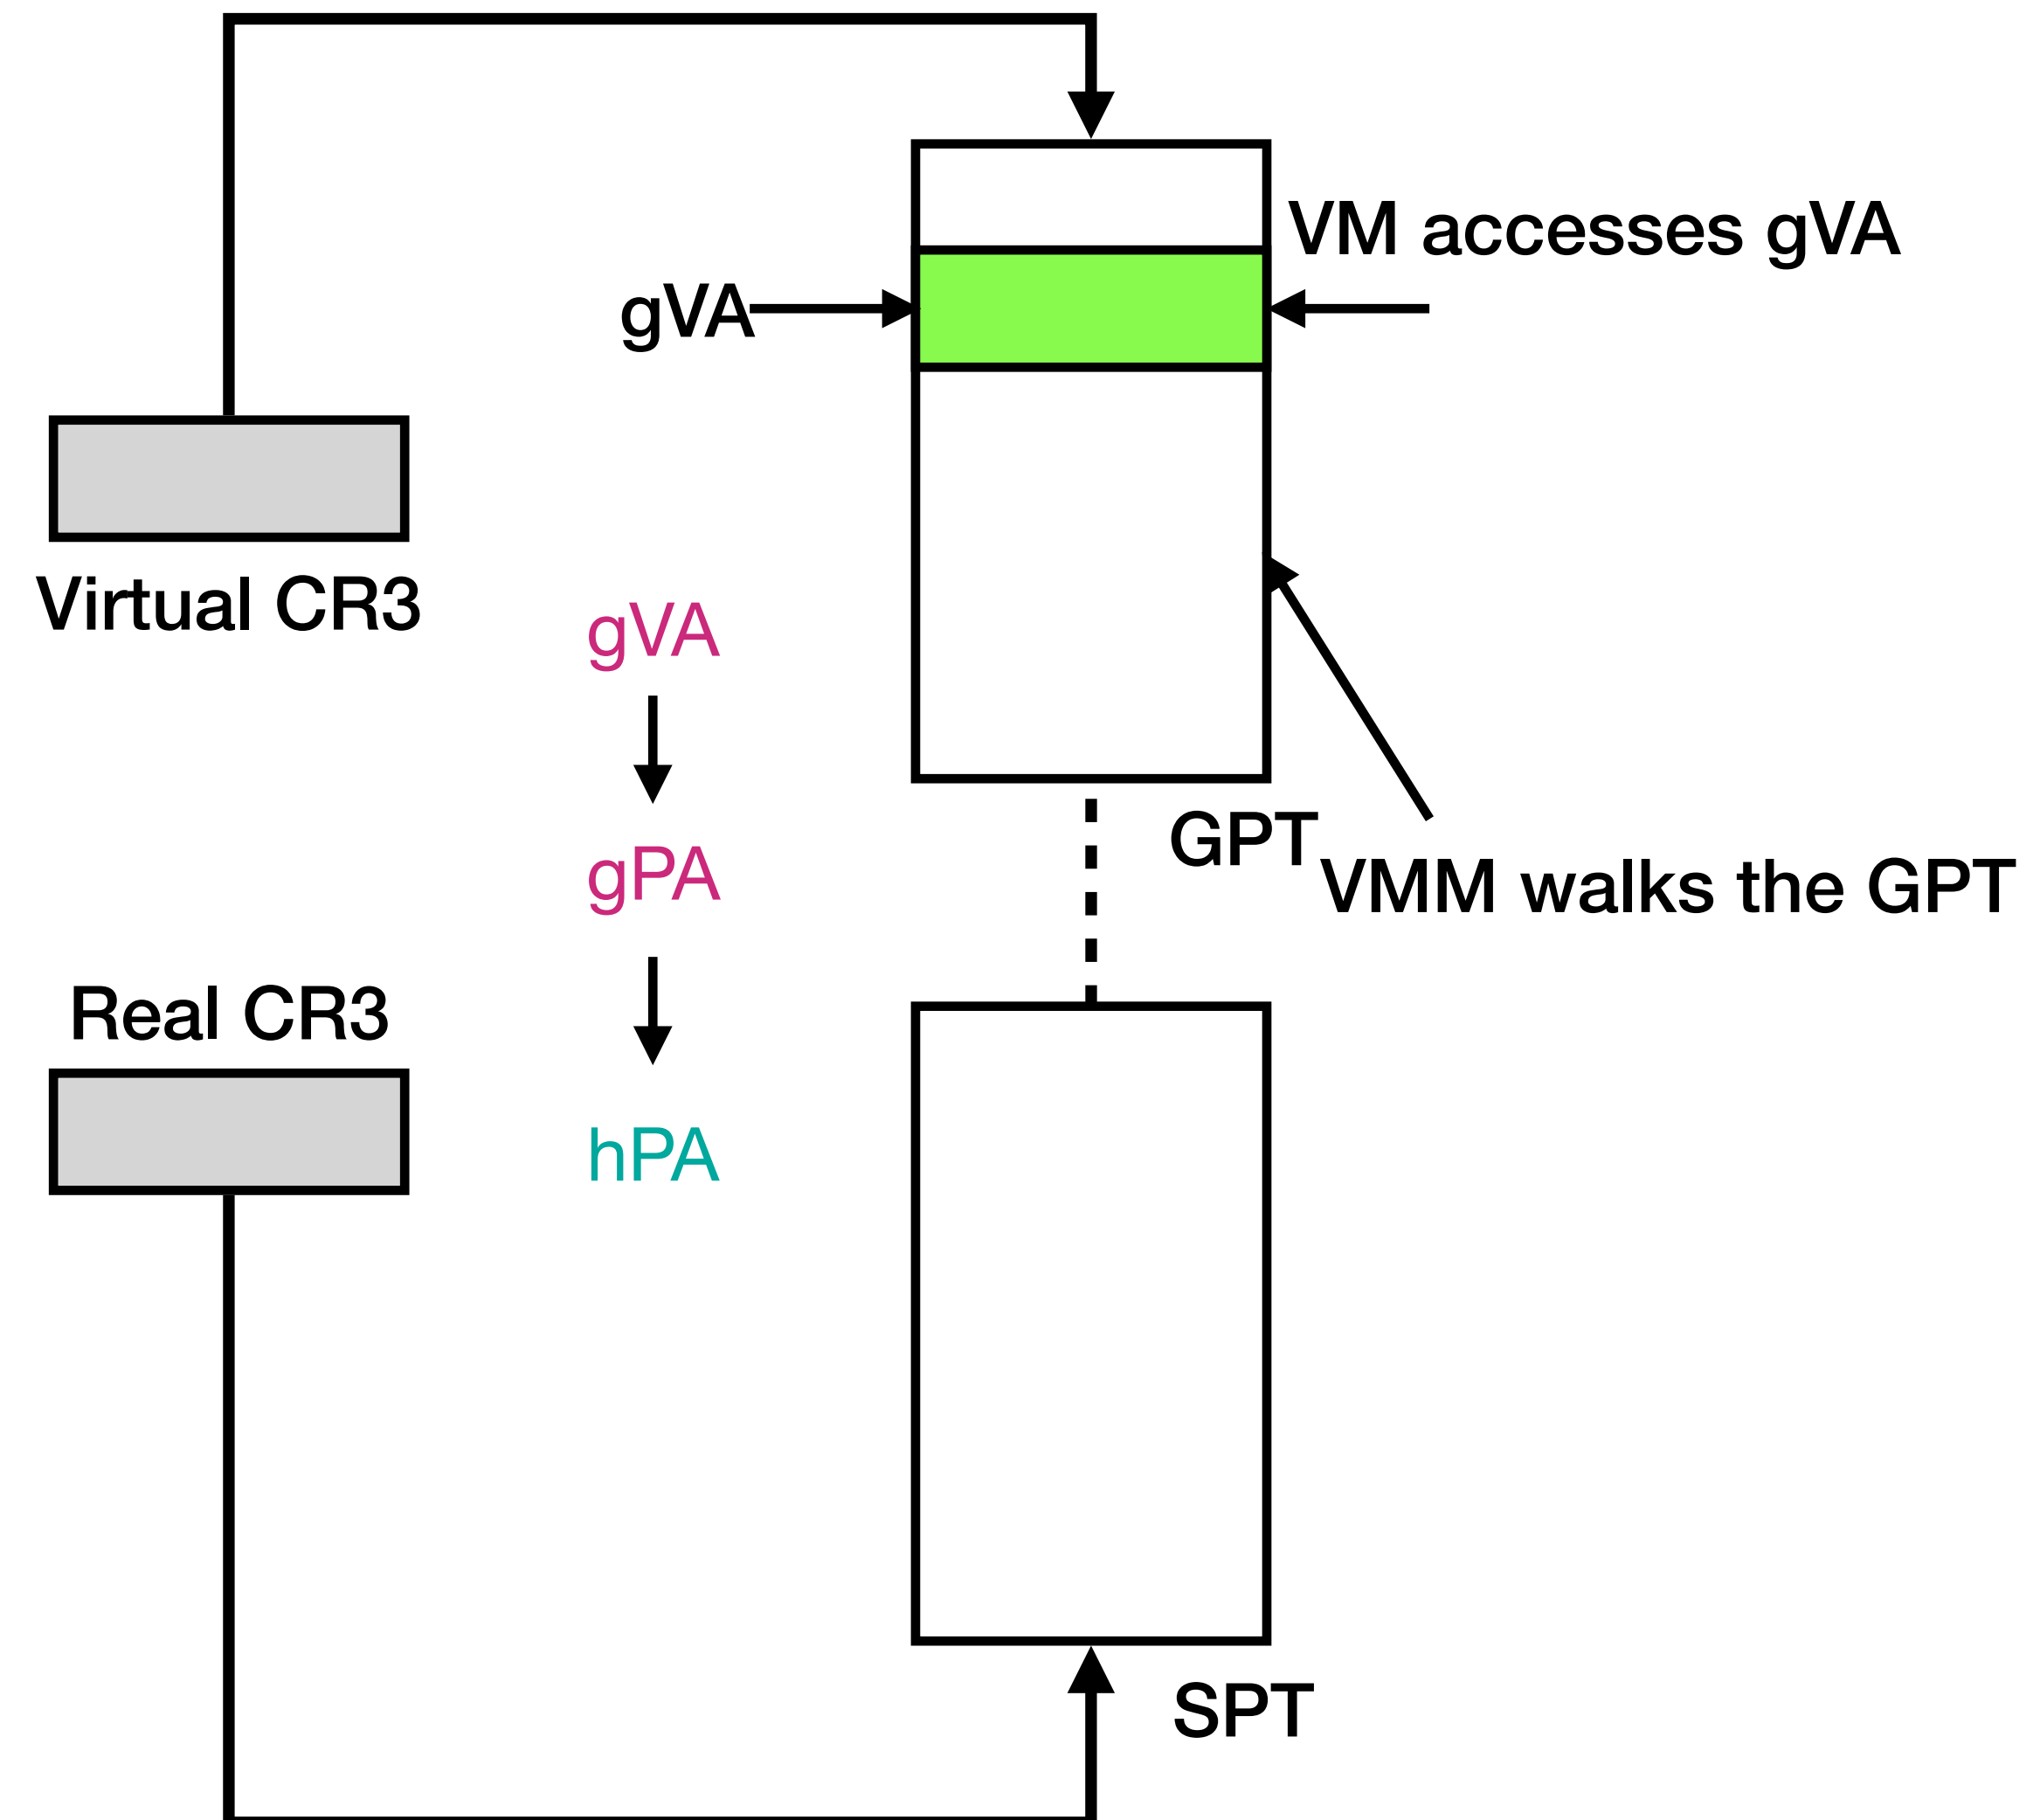 VM accesses gVA
gVA
Virtual CR3
gVA
GPT
gPA
VMM walks the GPT
Real CR3
hPA
SPT